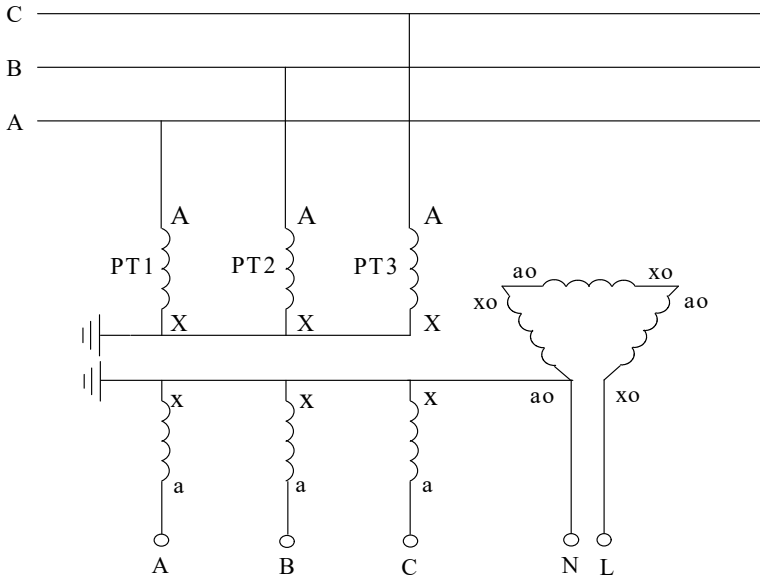 C
B
A
A A A
PT1 PT2 PT3
ao xo
xo ao
X X X
x x x ao xo
a a a
A B C N L